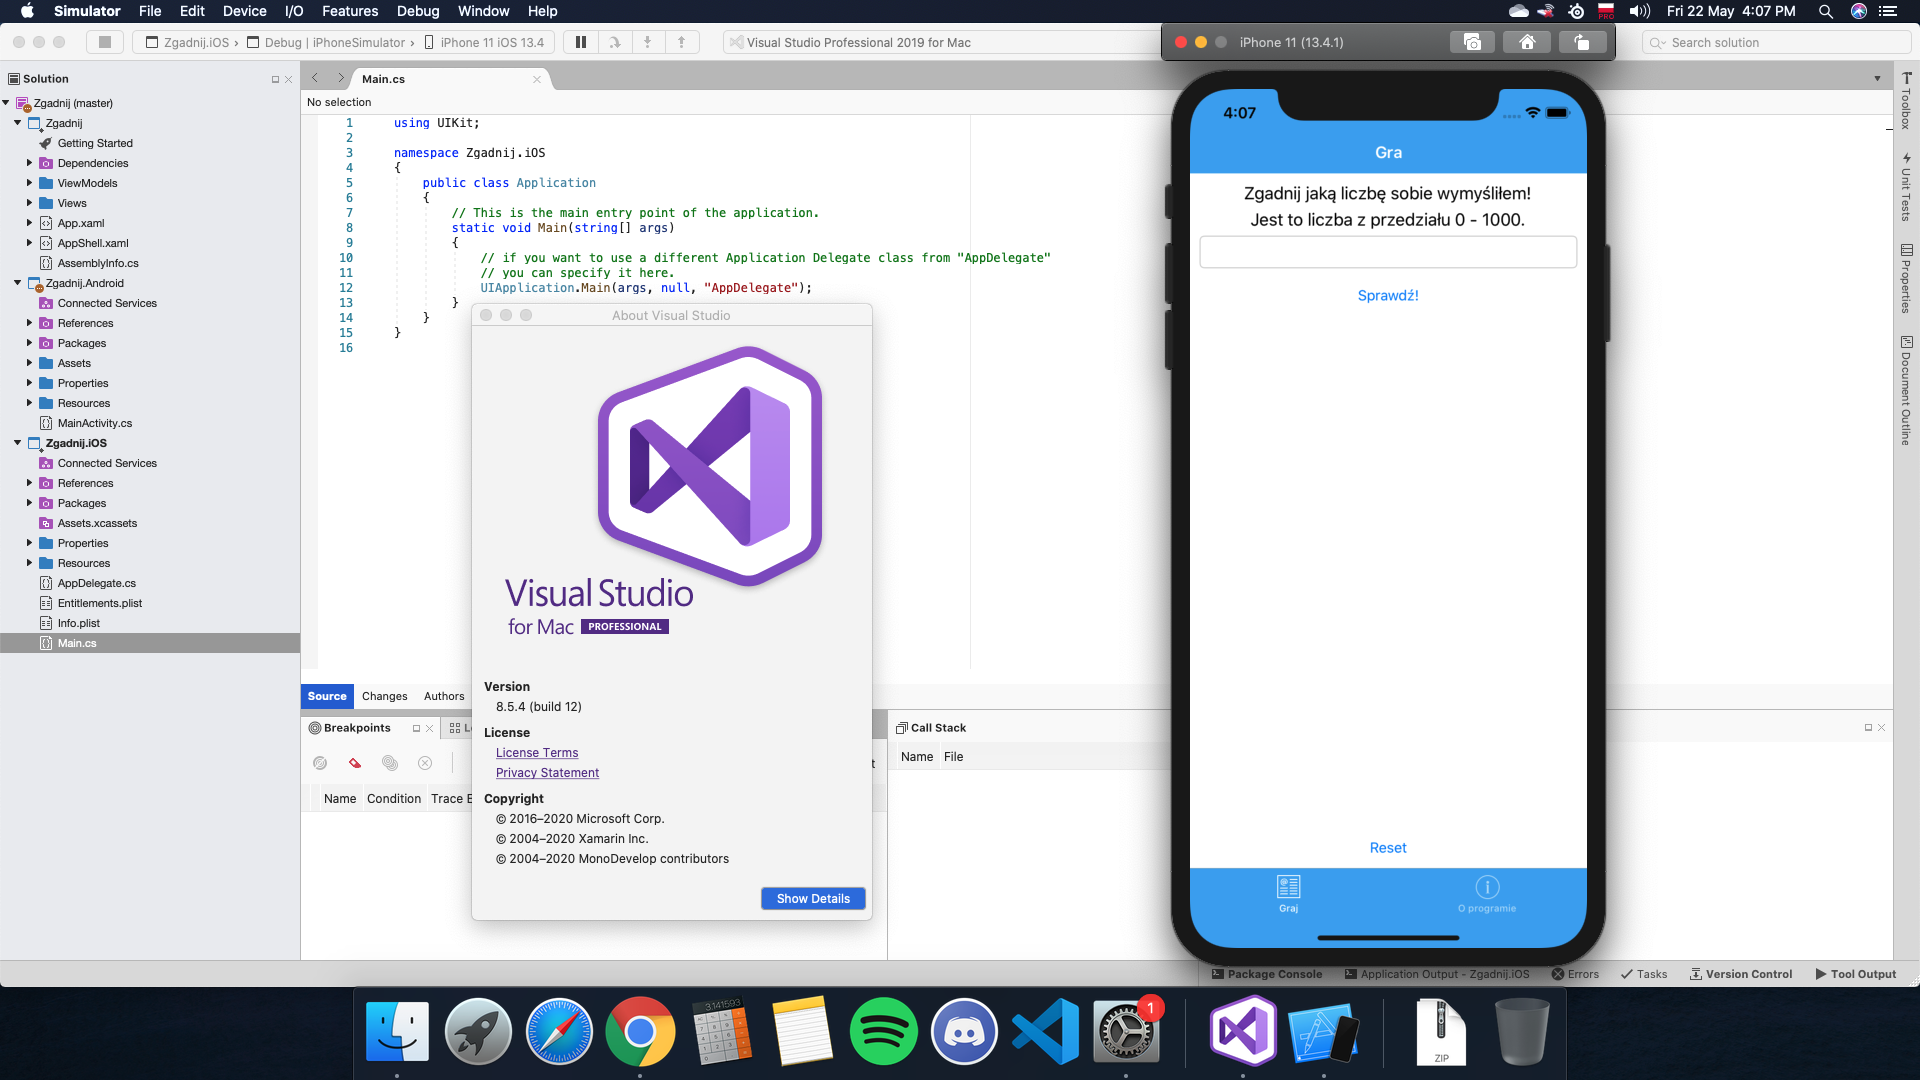 Simulator File Edit Device I/O Features Debug Window Help
PRO
Fri 22 May 4:07 PM
Zgadnij.iOS › Debug | iPhoneSimulator › iPhone 11 iOS 13.4
Visual Studio Professional 2019 for Mac
iPhone 11 (13.4.1)
Search solution
Solution
Zgadnij (master)
Zgadnij
Getting Started
Dependencies
ViewModels
Views
App.xaml
AppShell.xaml
AssemblyInfo.cs
Zgadnij.Android
Connected Services
References
Packages
Assets
Properties
Resources
MainActivity.cs
Zgadnij.iOS
Connected Services
References
Packages
Assets.xcassets
Properties
Resources
AppDelegate.cs
Entitlements.plist
Info.plist
Main.cs
Main.cs
No selection
1 using UIKit;
2
3 namespace Zgadnij.iOS
4 {
5 public class Application
6 {
7 // This is the main entry point of the application.
8 static void Main(string[] args)
9 {
10 // if you want to use a different Application Delegate class from "AppDelegate"
11 // you can specify it here.
12 UIApplication.Main(args, null, "AppDelegate");
13 }
14 }
15 }
16
Source Changes Authors
Breakpoints
Name Condition Trace E
Call Stack
Name File
About Visual Studio
Visual Studio
for Mac PROFESSIONAL
Version
8.5.4 (build 12)
License
License Terms
Privacy Statement
Copyright
© 2016–2020 Microsoft Corp.
© 2004–2020 Xamarin Inc.
© 2004–2020 MonoDevelop contributors
Show Details
4:07
Gra
Zgadnij jaką liczbę sobie wymyśliłem!
Jest to liczba z przedziału 0 - 1000.
Sprawdź!
Reset
Graj
O programie
Toolbox
Unit Tests
Properties
Document Outline
Package Console Application Output - Zgadnij.iOS Errors Tasks Version Control Tool Output
3.141593
1
ZIP